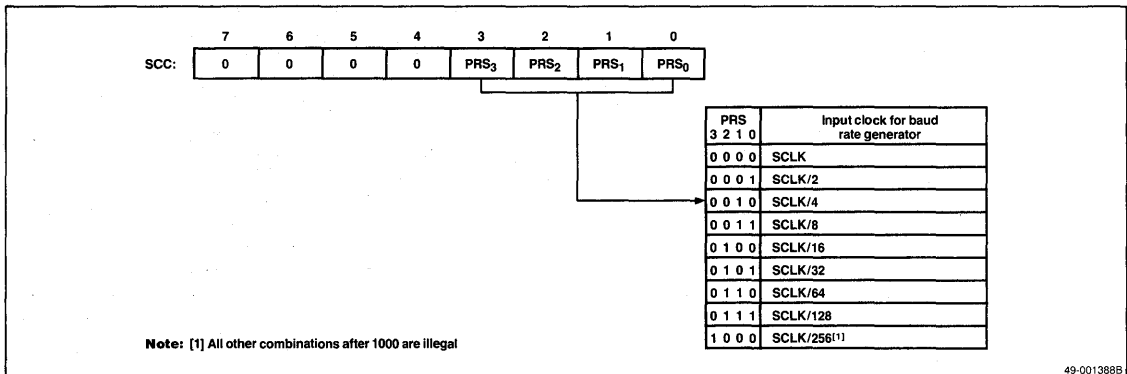 7 6 5 4 3 2 1 0
SCC: 0 0 0 0 PRS3 PRS2 PRS1 PRS0
PRS Input clock for baud
3 2 1 0 rate generator
0 0 0 0 SCLK
0 0 0 1 SCLK/2
0 0 1 0 SCLK/4
0 0 1 1 SCLK/8
0 1 0 0 SCLK/16
0 1 0 1 SCLK/32
0 1 1 0 SCLK/64
0 1 1 1 SCLK/128
1 0 0 0 SCLK/256[1]
Note: [1] All other combinations after 1000 are illegal
49-001388B